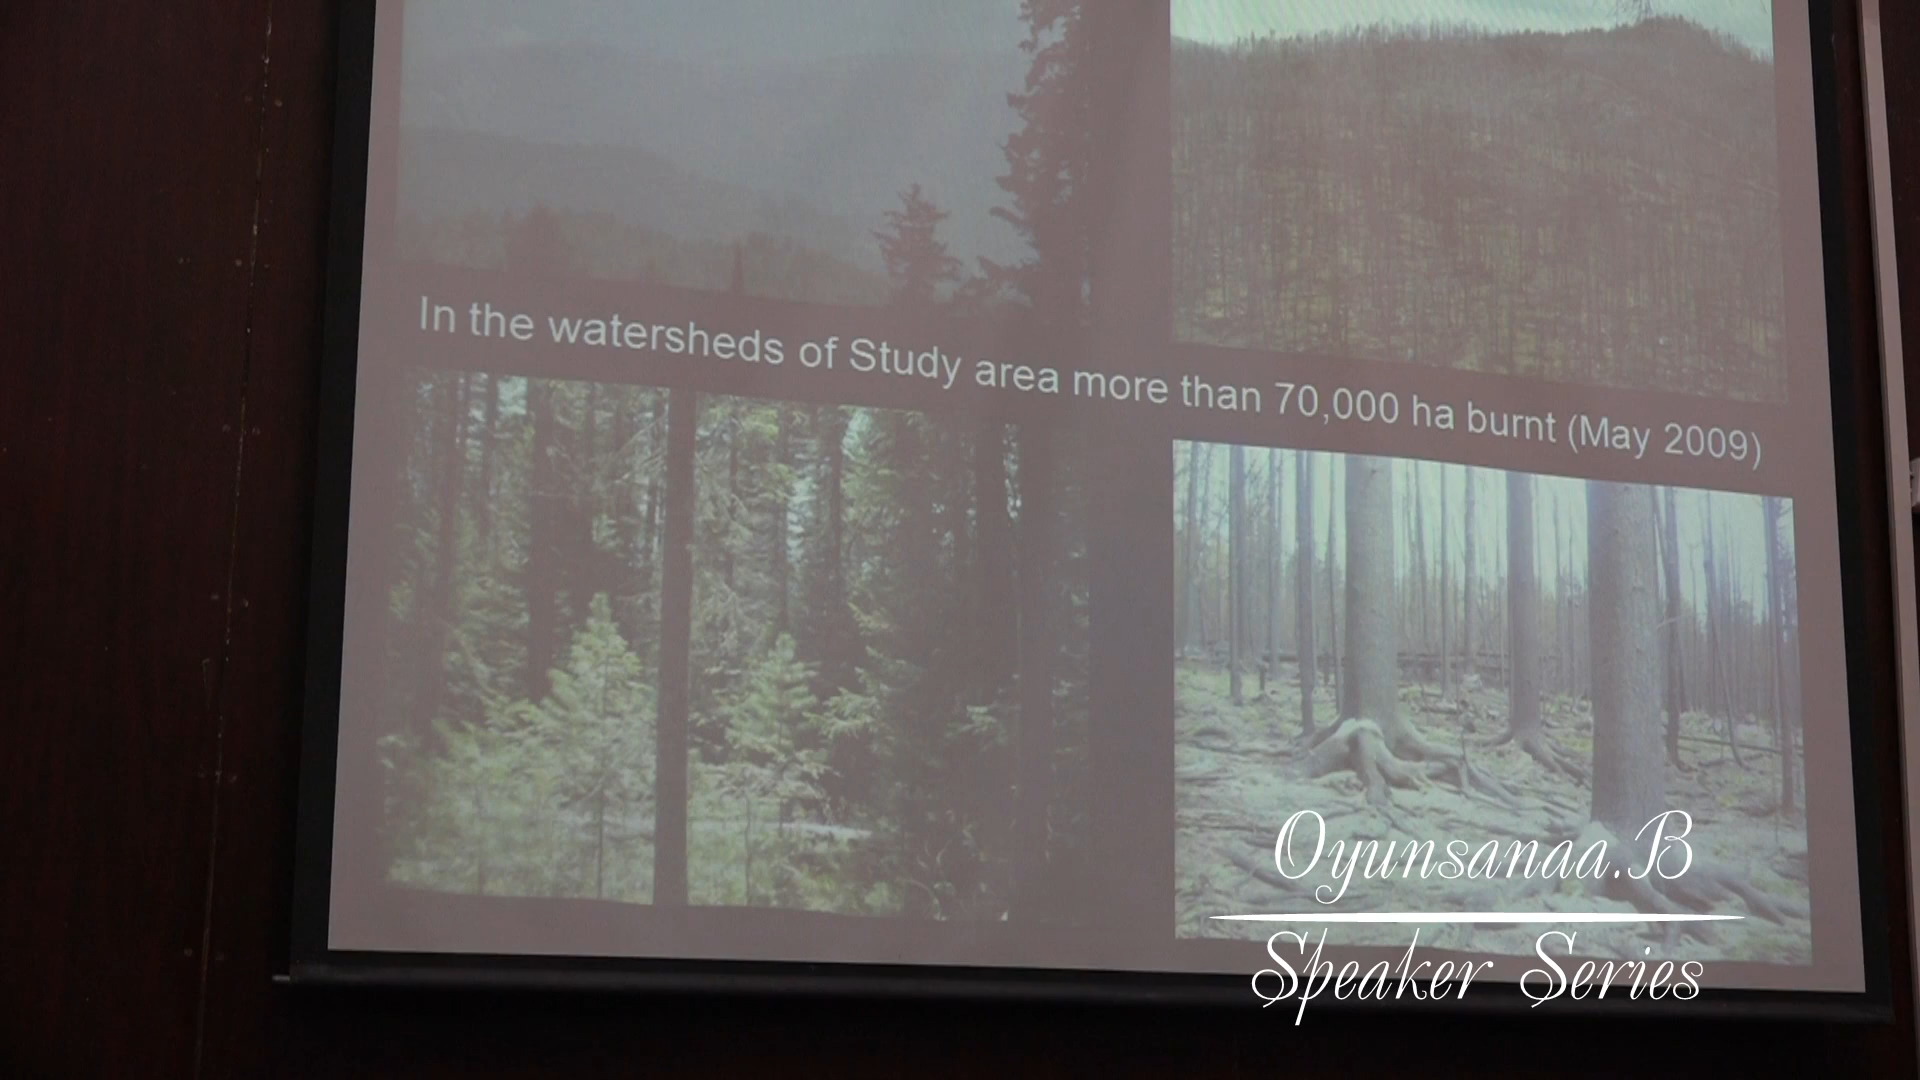 In the watersheds of Study area more than 70,000 ha burnt (May 2009)
Oyunsanaa.B
Speaker Series